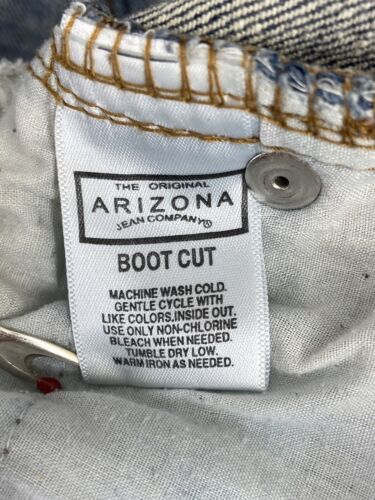 THE ORIGINAL
ARIZONA
JEAN COMPANY®
BOOT CUT
MACHINE WASH COLD.
GENTLE CYCLE WITH
LIKE COLORS.INSIDE OUT.
USE ONLY NON-CHLORINE
BLEACH WHEN NEEDED.
TUMBLE DRY LOW.
WARM IRON AS NEEDED.